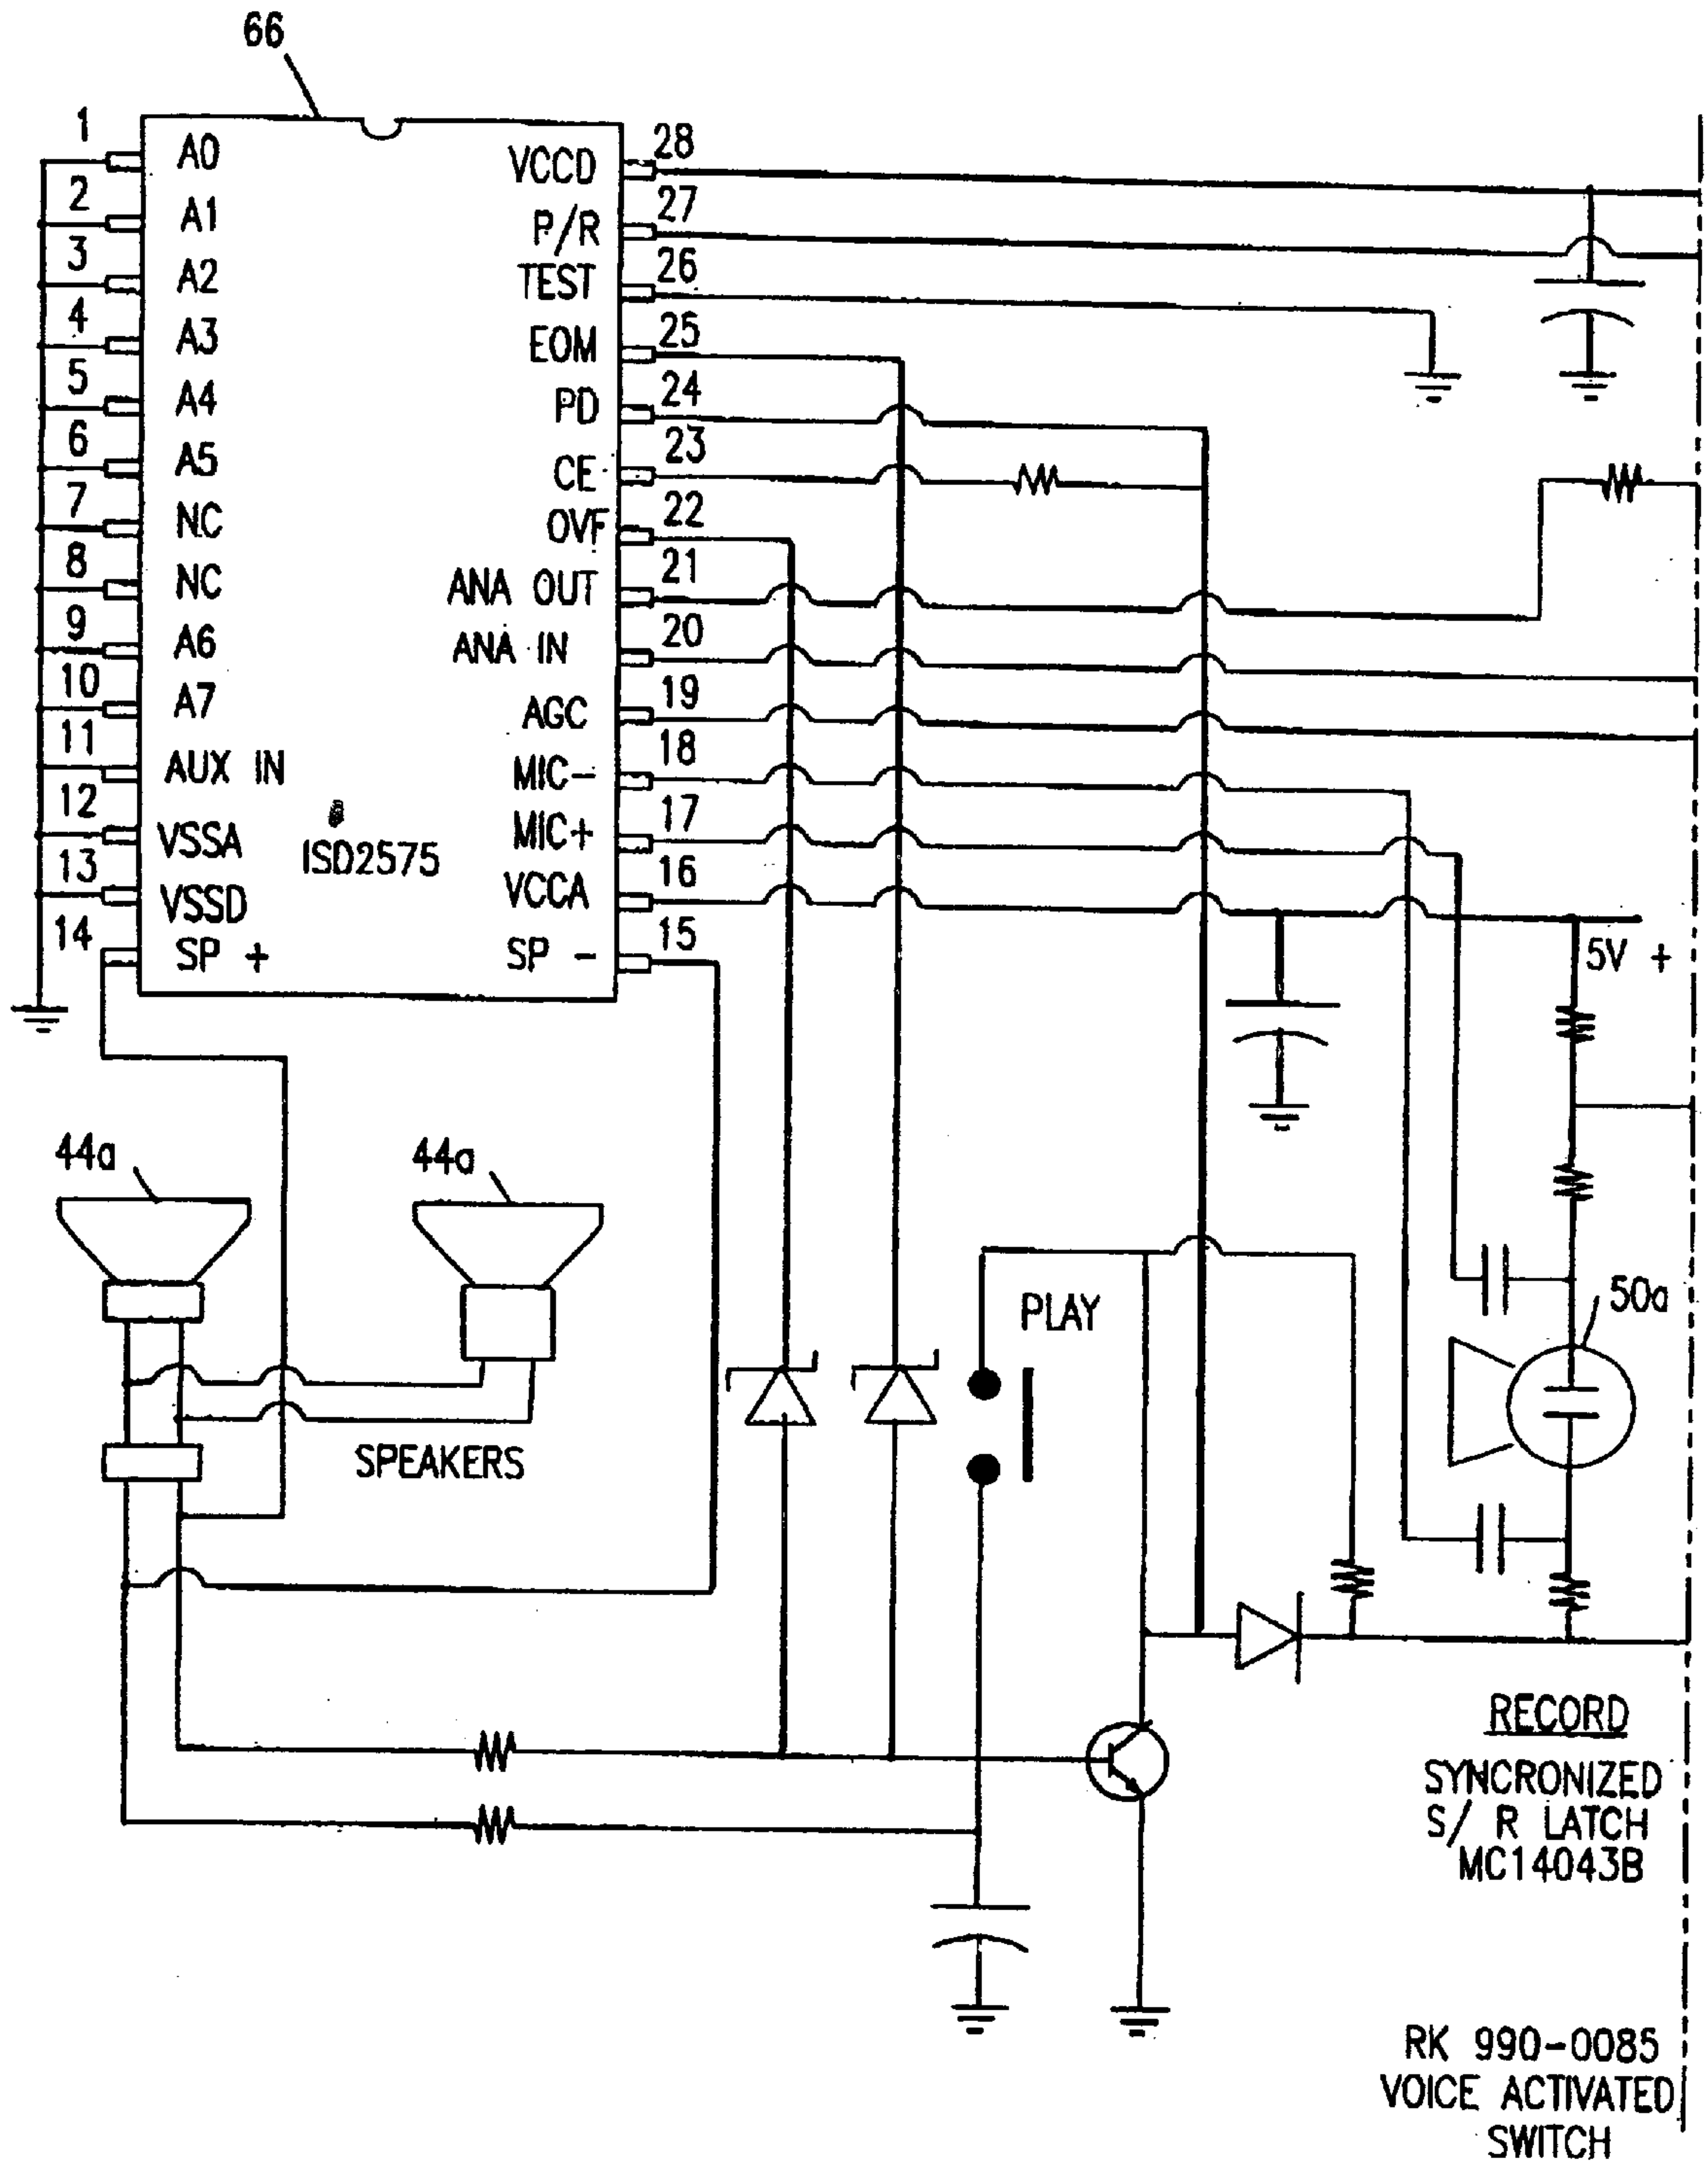 66
1 A0 VCCD 28
2 A1 P/R 27
3 A2 TEST 26
4 A3 EOM 25
5 A4 PD 24
6 A5 CE 23
7 NC OVF 22
8 NC ANA OUT 21
9 A6 ANA IN 20
10 A7 AGC 19
11 AUX IN MIC- 18
12 VSSA ISD2575 MIC+ 17
13 VSSD VCCA 16
14 SP + SP - 15
5V +
44a 44a
50a
PLAY
SPEAKERS
RECORD
SYNCRONIZED
S/ R LATCH
MC14043B
RK 990-0085
VOICE ACTIVATED
SWITCH